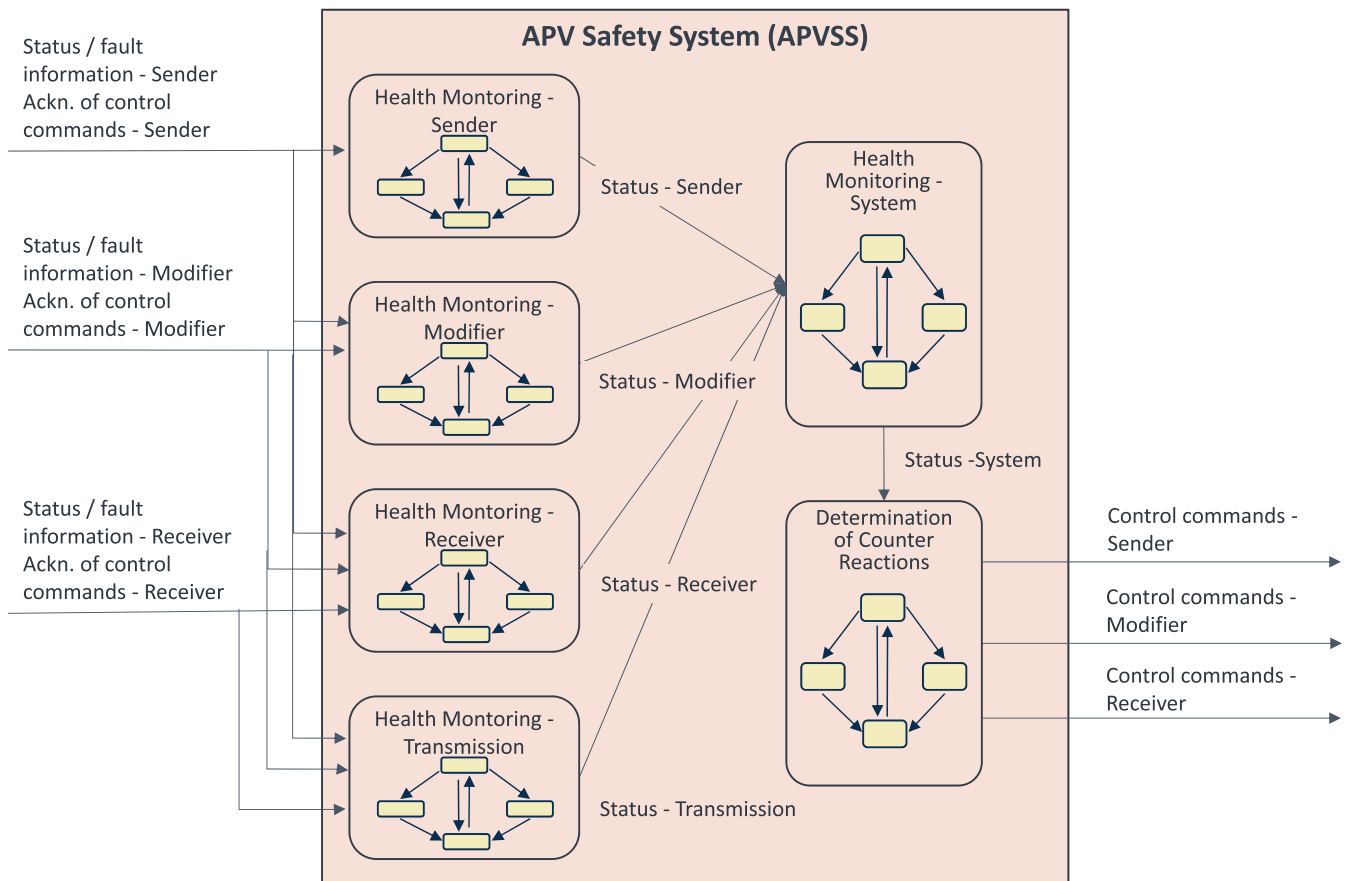 APV Safety System (APVSS)
Status / fault
information - Sender
Ackn. of control
commands - Sender
Status / fault
information - Modifier
Ackn. of control
commands - Modifier
Status / fault
information - Receiver
Ackn. of control
commands - Receiver
Health Montoring -
Sender
Health Montoring -
Modifier
Health Montoring -
Receiver
Health Montoring -
Transmission
Status - Sender
Status - Modifier
Status - Receiver
Status - Transmission
Health
Monitoring -
System
Status -System
Determination
of Counter
Reactions
Control commands -
Sender
Control commands -
Modifier
Control commands -
Receiver